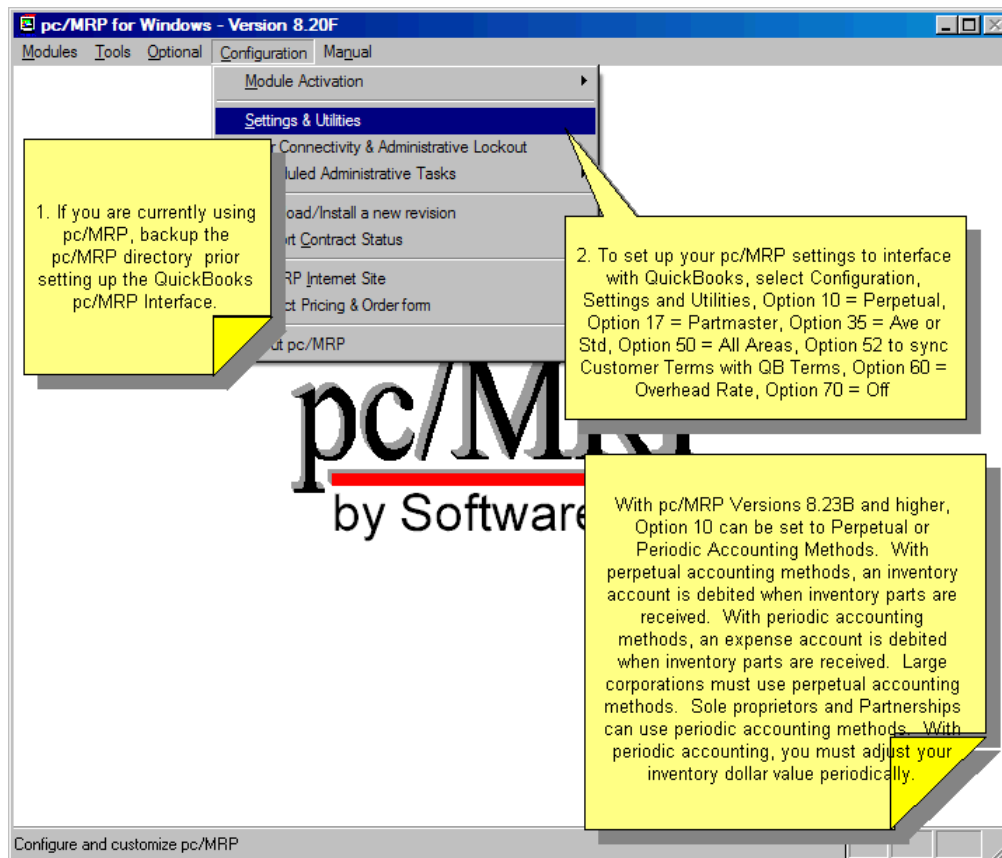 pc/MRP for Windows - Version 8.20F
Modules Tools Optional Configuration Manual
Module Activation
Settings & Utilities
Connectivity & Administrative Lockout
Administrative Tasks
a new revision
Contract Status
Internet Site
Pricing & Order form
pc/MRP
1. If you are currently using
pc/MRP, backup the
pc/MRP directory prior
setting up the QuickBooks
pc/MRP Interface.
2. To set up your pc/MRP settings to interface
with QuickBooks, select Configuration,
Settings and Utilities, Option 10 = Perpetual,
Option 17 = Partmaster, Option 35 = Ave or
Std, Option 50 = All Areas, Option 52 to sync
Customer Terms with QB Terms, Option 60 =
Overhead Rate, Option 70 = Off
pc/MRP
by Software
With pc/MRP Versions 8.23B and higher,
Option 10 can be set to Perpetual or
Periodic Accounting Methods. With
perpetual accounting methods, an inventory
account is debited when inventory parts are
received. With periodic accounting
methods, an expense account is debited
when inventory parts are received. Large
corporations must use perpetual accounting
methods. Sole proprietors and Partnerships
can use periodic accounting methods. With
periodic accounting, you must adjust your
inventory dollar value periodically.
Configure and customize pc/MRP